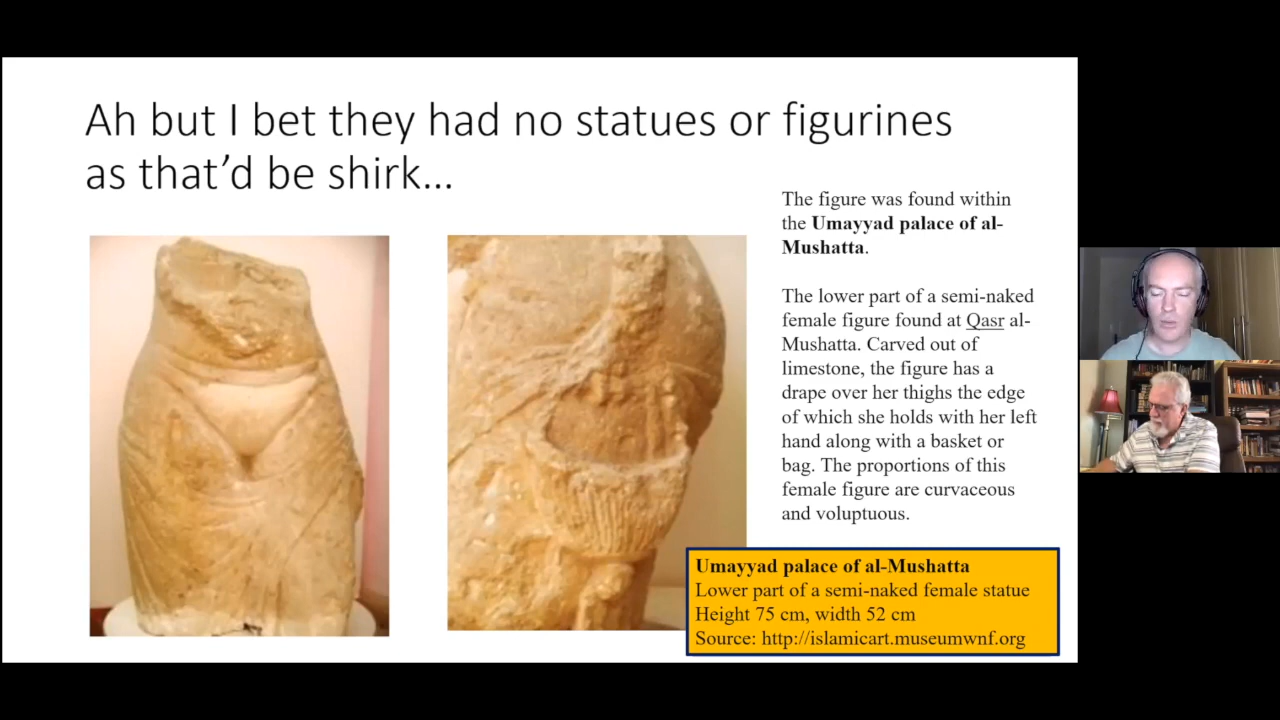 Ah but I bet they had no statues or figurines
as that’d be shirk…
The figure was found within
the Umayyad palace of al-
Mushatta.
The lower part of a semi-naked
female figure found at Qasr al-
Mushatta. Carved out of
limestone, the figure has a
drape over her thighs the edge
of which she holds with her left
hand along with a basket or
bag. The proportions of this
female figure are curvaceous
and voluptuous.
Umayyad palace of al-Mushatta
Lower part of a semi-naked female statue
Height 75 cm, width 52 cm
Source: http://islamicart.museumwnf.org